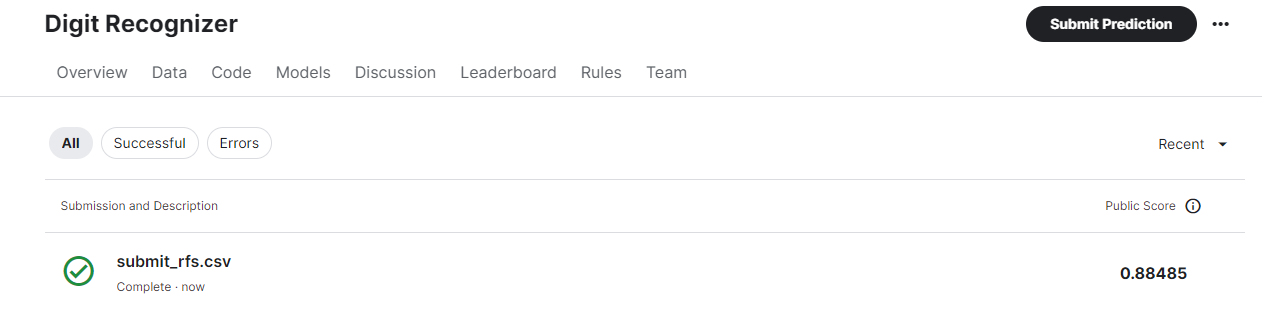 Digit Recognizer
Submit Prediction
Overview Data Code Models Discussion Leaderboard Rules Team
All Successful Errors
Recent
Submission and Description
Public Score
submit_rfs.csv
Complete · now
0.88485